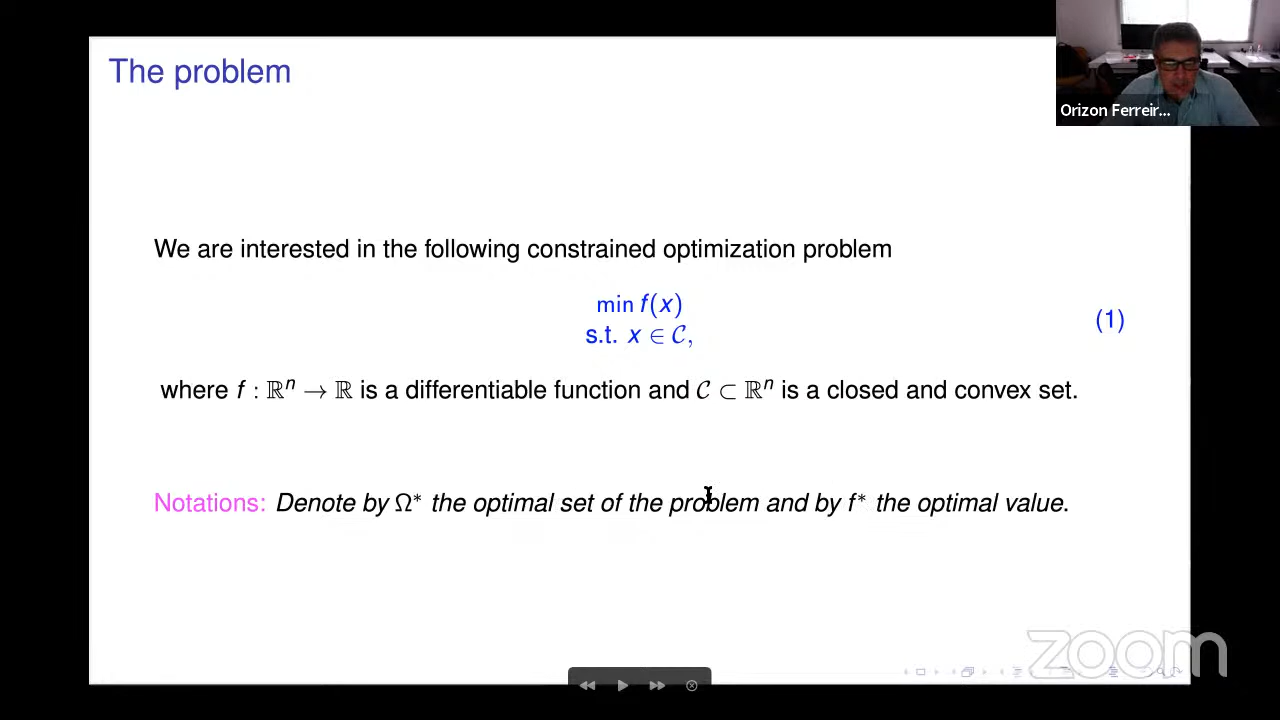 The problem
Orizon Ferreir...
We are interested in the following constrained optimization problem
min f(x)
s.t. x ∈ C,
(1)
where f : ℝⁿ → ℝ is a differentiable function and C ⊂ ℝⁿ is a closed and convex set.
Notations: Denote by Ω* the optimal set of the problem and by f* the optimal value.
zoom